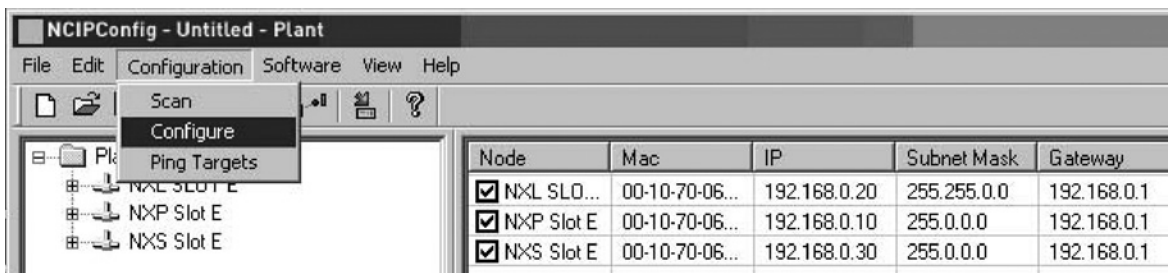 NCIPConfig - Untitled - Plant
File Edit Configuration Software View Help
Scan
Configure
Ping Targets
NXL SLOT E
NXP Slot E
NXS Slot E
Node Mac IP Subnet Mask Gateway
NXL SLO... 00-10-70-06... 192.168.0.20 255.255.0.0 192.168.0.1
NXP Slot E 00-10-70-06... 192.168.0.10 255.0.0.0 192.168.0.1
NXS Slot E 00-10-70-06... 192.168.0.30 255.0.0.0 192.168.0.1